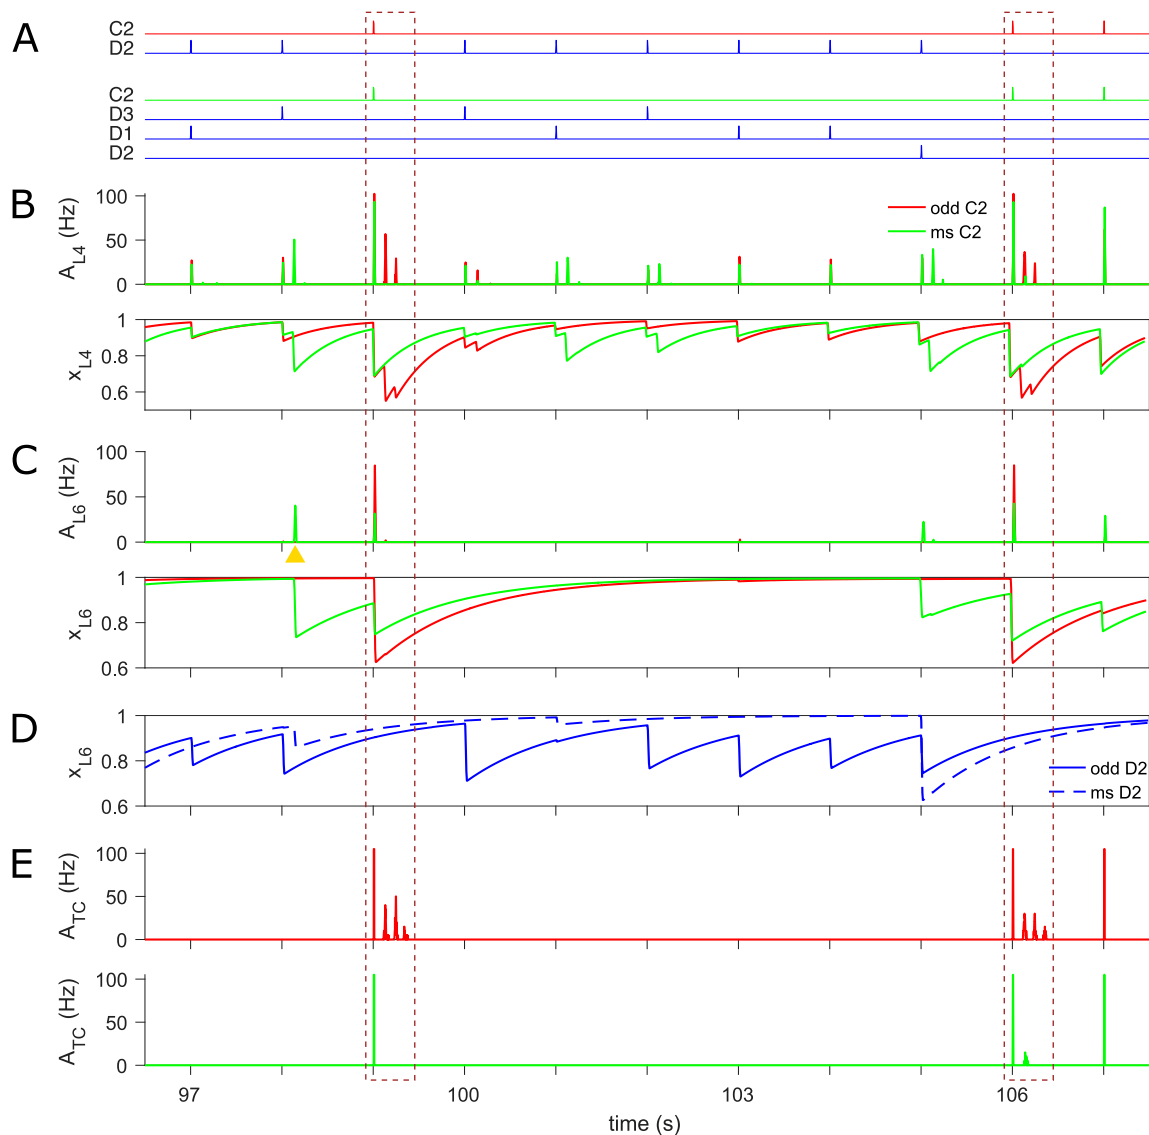 A
C2
D2
C2
D3
D1
D2
B
100
50
0
A_L4 (Hz)
odd C2
ms C2
1
0.8
0.6
x_L4
C
100
50
0
A_L6 (Hz)
1
0.8
0.6
x_L6
D
1
0.8
0.6
x_L6
odd D2
ms D2
E
100
50
0
A_TC (Hz)
100
50
0
A_TC (Hz)
97 100 103 106
time (s)